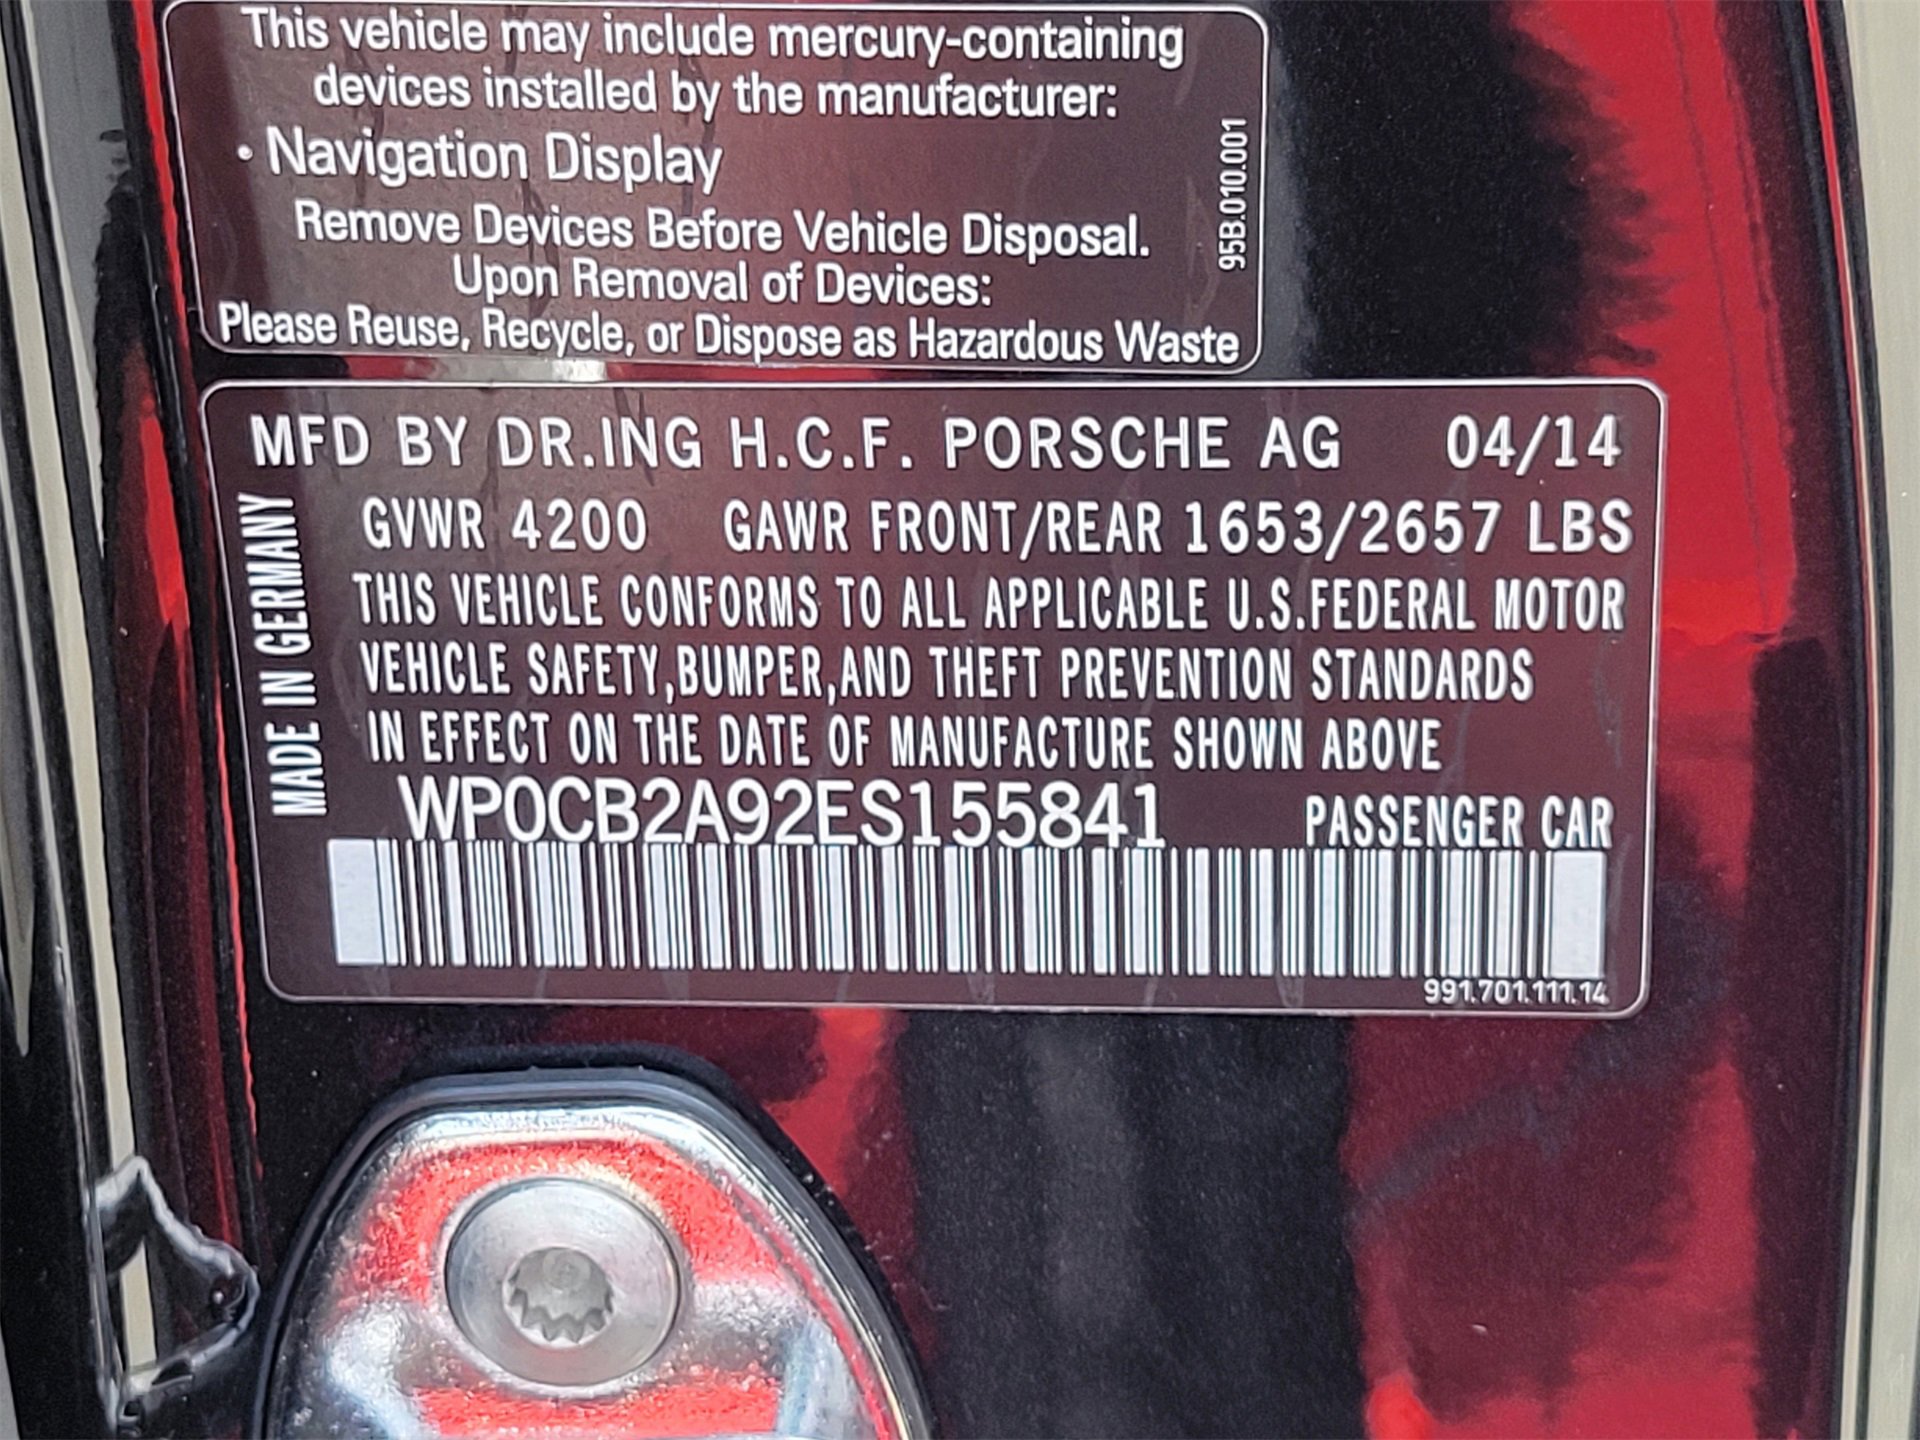 This vehicle may include mercury-containing
devices installed by the manufacturer:
• Navigation Display
Remove Devices Before Vehicle Disposal.
Upon Removal of Devices:
Please Reuse, Recycle, or Dispose as Hazardous Waste
95B.010.001
MFD BY DR.ING H.C.F. PORSCHE AG 04/14
GVWR 4200 GAWR FRONT/REAR 1653/2657 LBS
THIS VEHICLE CONFORMS TO ALL APPLICABLE U.S.FEDERAL MOTOR
VEHICLE SAFETY,BUMPER,AND THEFT PREVENTION STANDARDS
IN EFFECT ON THE DATE OF MANUFACTURE SHOWN ABOVE
WP0CB2A92ES155841 PASSENGER CAR
MADE IN GERMANY
991.701.111.14